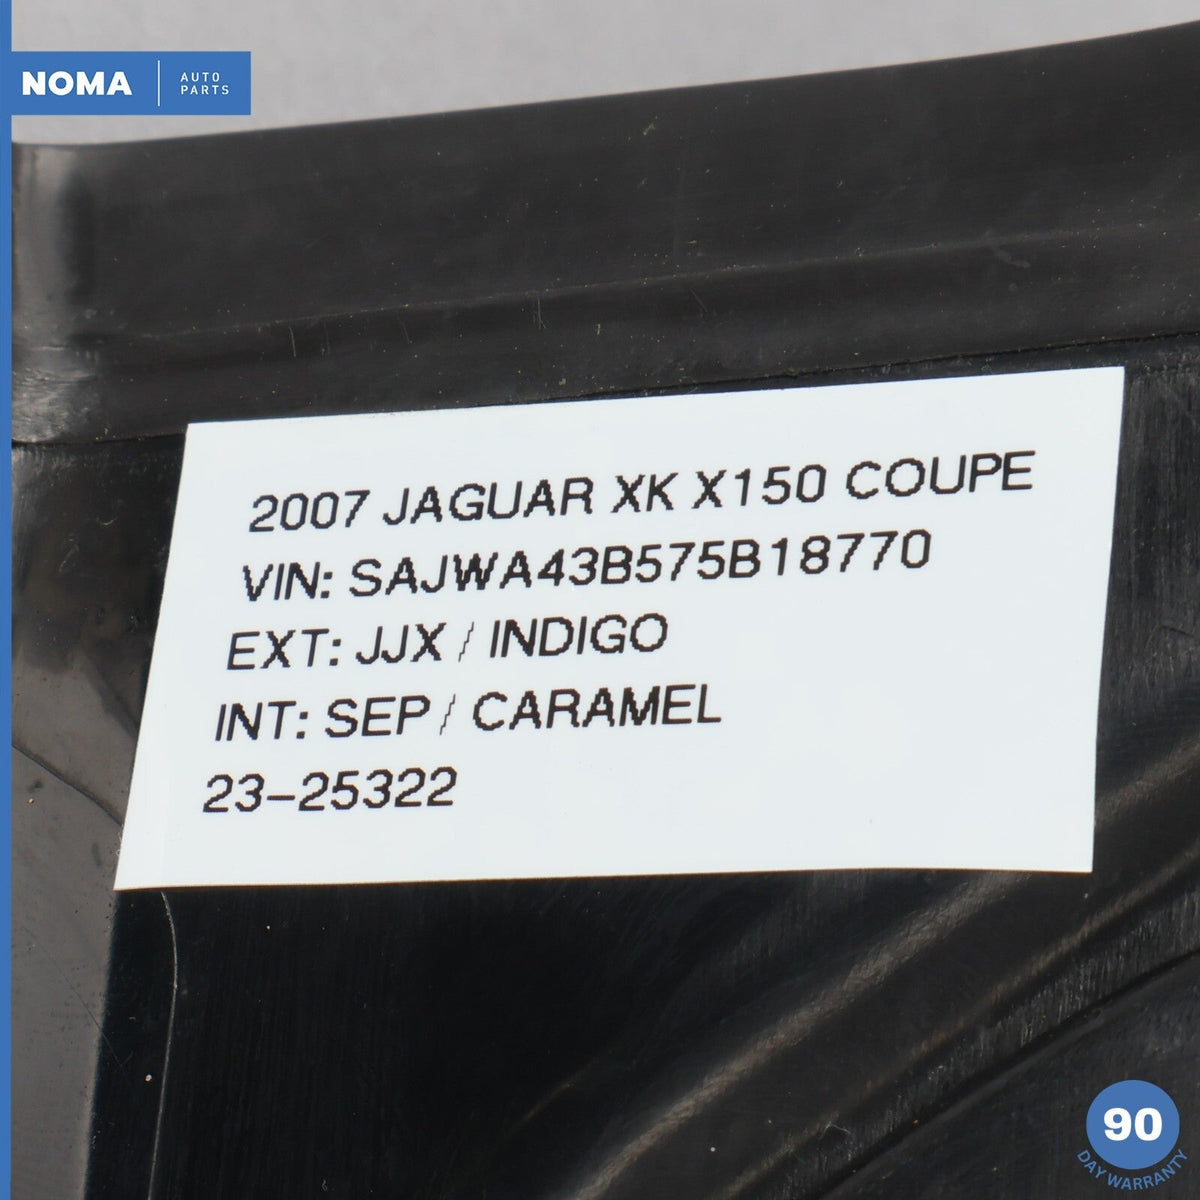 NOMA
AUTO
PARTS
2007 JAGUAR XK X150 COUPE
VIN: SAJWA43B575B18770
EXT: JJX / INDIGO
INT: SEP / CARAMEL
23-25322
90
DAY WARRANTY